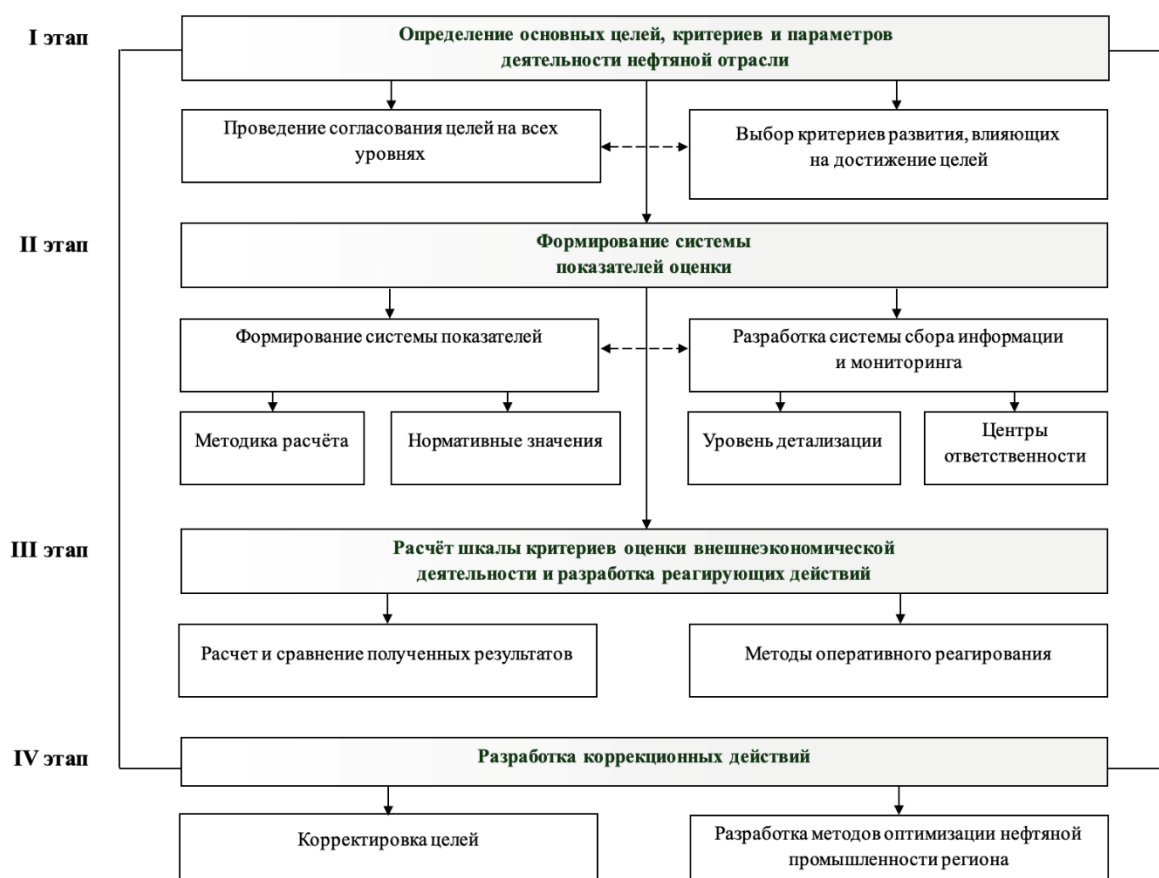 I этап
Определение основных целей, критериев и параметров
деятельности нефтяной отрасли
Проведение согласования целей на всех
уровнях
Выбор критериев развития, влияющих
на достижение целей
II этап
Формирование системы
показателей оценки
Формирование системы показателей
Разработка системы сбора информации
и мониторинга
Методика расчёта
Нормативные значения
Уровень детализации
Центры
ответственности
III этап
Расчёт шкалы критериев оценки внешнеэкономической
деятельности и разработка реагирующих действий
Расчет и сравнение полученных результатов
Методы оперативного реагирования
IV этап
Разработка коррекционных действий
Корректировка целей
Разработка методов оптимизации нефтяной
промышленности региона